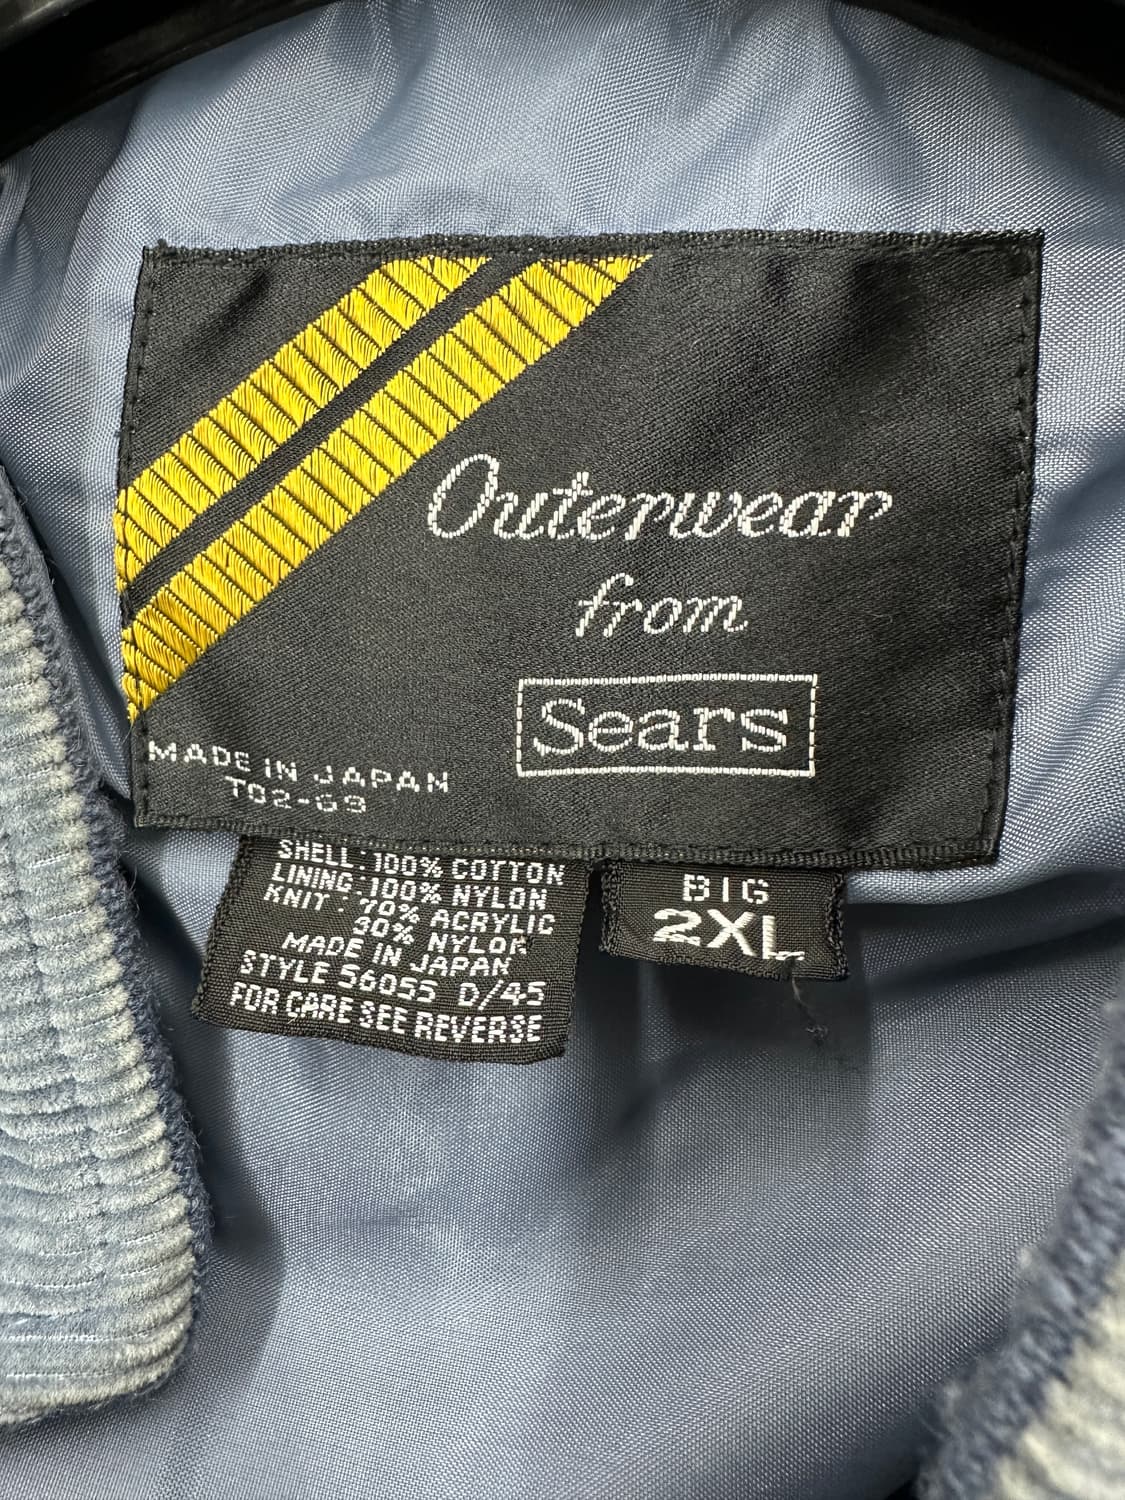 Outerwear
from
Sears
MADE IN JAPAN
T02-69
SHELL 100% COTTON
LINING 100% NYLON
KNIT : 70% ACRYLIC
30% NYLON
MADE IN JAPAN
STYLE 56055 D/45
FOR CARE SEE REVERSE
BIG
2XL